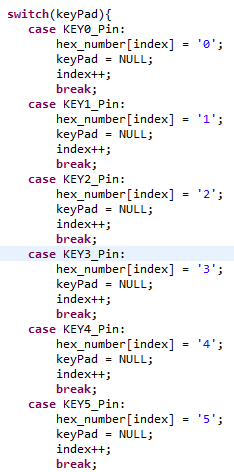 switch(keyPad){
case KEY0_Pin:
hex_number[index] = '0';
keyPad = NULL;
index++;
break;
case KEY1_Pin:
hex_number[index] = '1';
keyPad = NULL;
index++;
break;
case KEY2_Pin:
hex_number[index] = '2';
keyPad = NULL;
index++;
break;
case KEY3_Pin:
hex_number[index] = '3';
keyPad = NULL;
index++;
break;
case KEY4_Pin:
hex_number[index] = '4';
keyPad = NULL;
index++;
break;
case KEY5_Pin:
hex_number[index] = '5';
keyPad = NULL;
index++;
break;